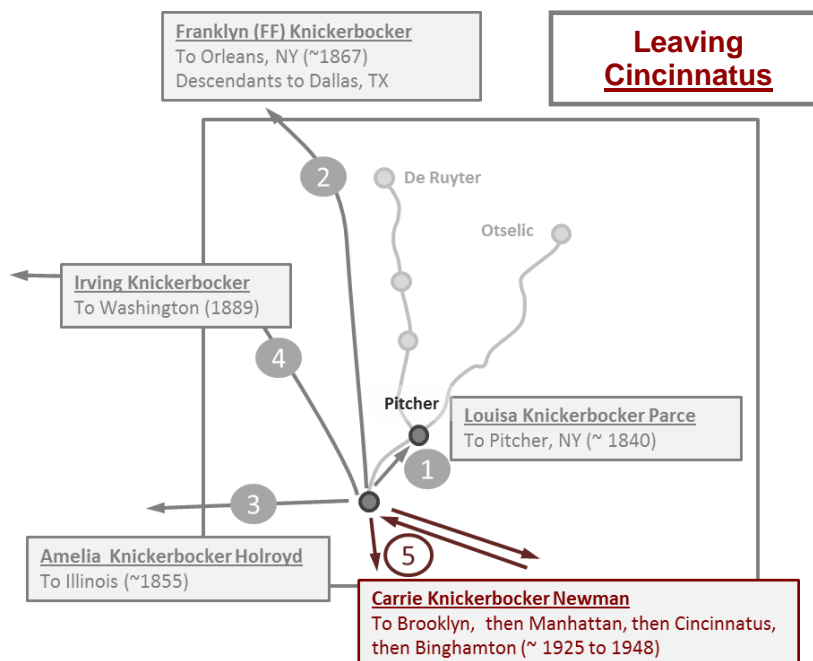 Franklyn (FF) Knickerbocker
To Orleans, NY (~1867)
Descendants to Dallas, TX
Leaving
Cincinnatus
2
De Ruyter
Otselic
Irving Knickerbocker
To Washington (1889)
4
Pitcher
Louisa Knickerbocker Parce
To Pitcher, NY (~ 1840)
1
3
5
Amelia Knickerbocker Holroyd
To Illinois (~1855)
Carrie Knickerbocker Newman
To Brooklyn, then Manhattan, then Cincinnatus,
then Binghamton (~ 1925 to 1948)